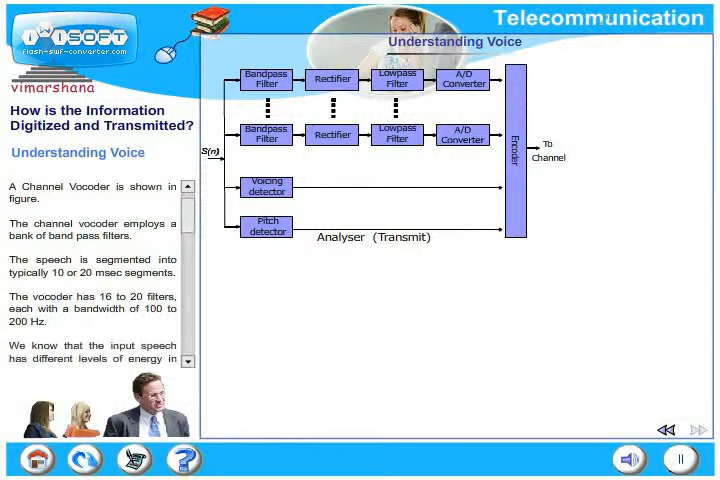 Telecommunication
iWiSOFT
flash-swf-converter.com
vimarshana
Understanding Voice
How is the Information
Digitized and Transmitted?
Understanding Voice
A Channel Vocoder is shown in
figure.
The channel vocoder employs a
bank of band pass filters.
The speech is segmented into
typically 10 or 20 msec segments.
The vocoder has 16 to 20 filters,
each with a bandwidth of 100 to
200 Hz.
We know that the input speech
has different levels of energy in
Bandpass
Filter
Rectifier
Lowpass
Filter
A/D
Converter
Bandpass
Filter
Rectifier
Lowpass
Filter
A/D
Converter
S(n)
Voicing
detector
Pitch
detector
Encoder
To
Channel
Analyser (Transmit)